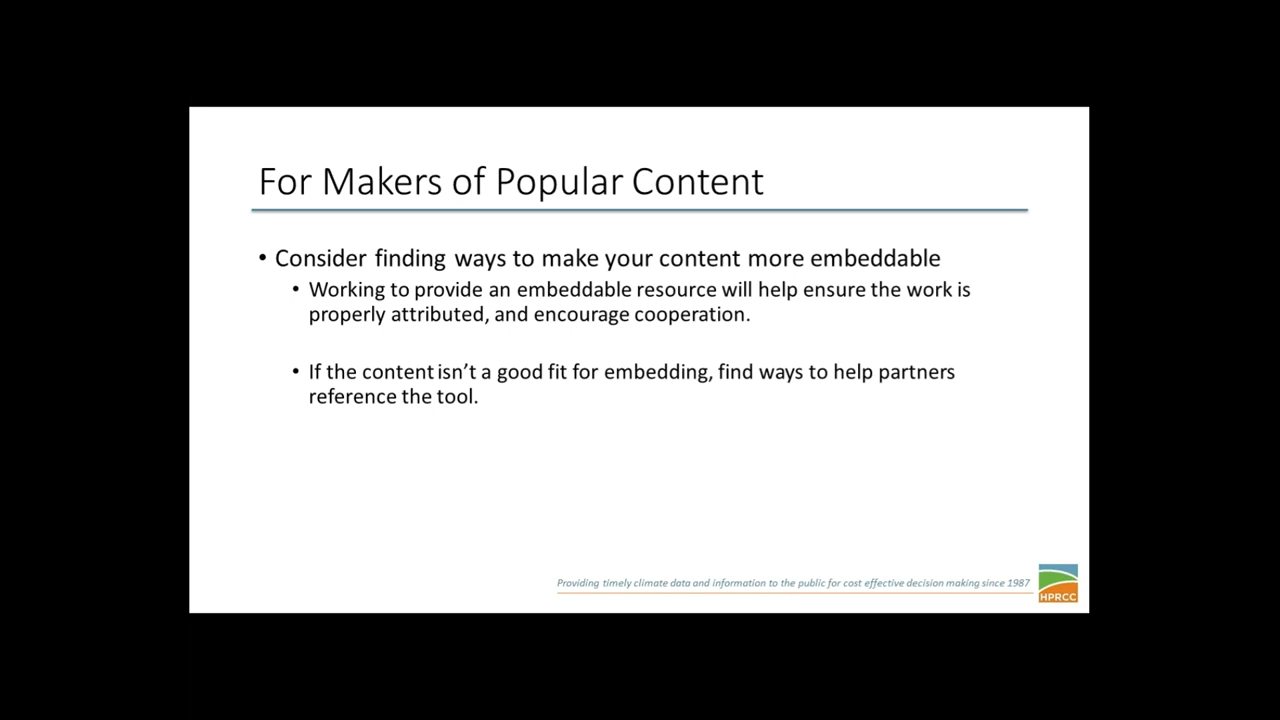 For Makers of Popular Content
• Consider finding ways to make your content more embeddable
• Working to provide an embeddable resource will help ensure the work is
properly attributed, and encourage cooperation.
• If the content isn’t a good fit for embedding, find ways to help partners
reference the tool.
Providing timely climate data and information to the public for cost effective decision making since 1987
HPRCC